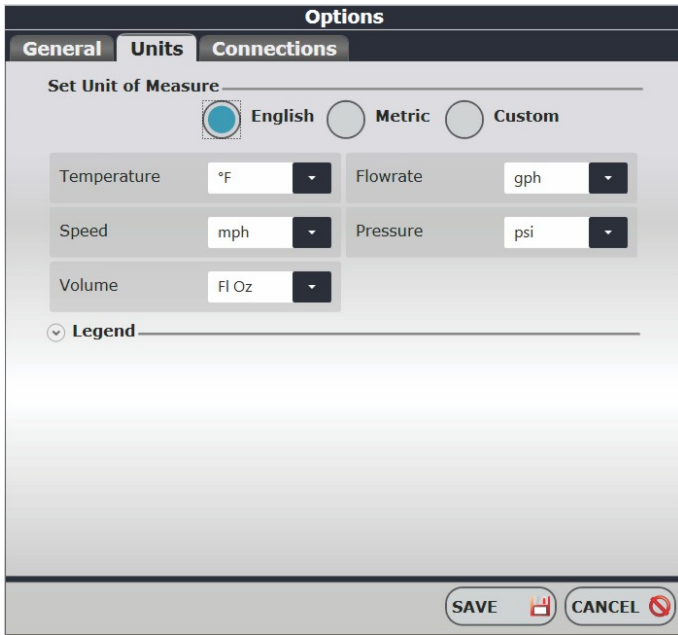 Options
General Units Connections
Set Unit of Measure
English Metric Custom
Temperature °F Flowrate gph
Speed mph Pressure psi
Volume Fl Oz
Legend
SAVE CANCEL